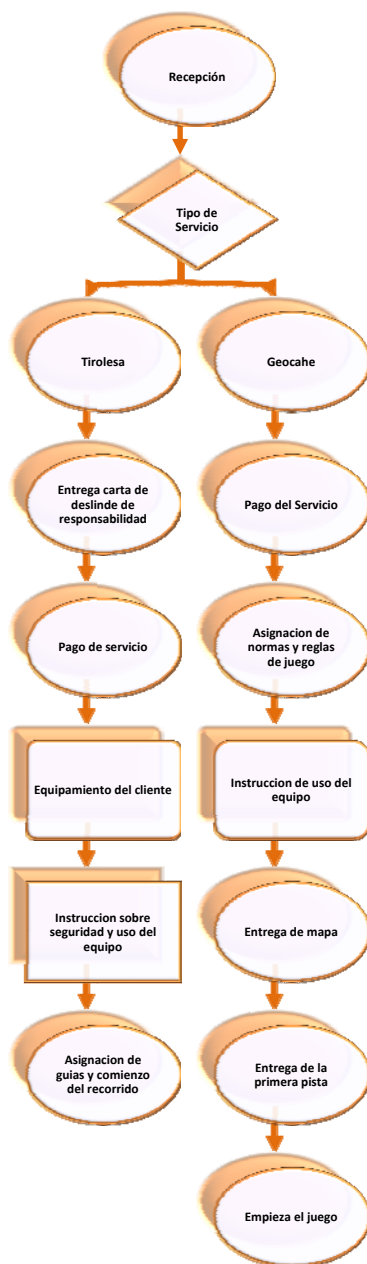 Recepción
Tipo de
Servicio
Tirolesa
Geocahe
Entrega carta de
deslinde de
responsabilidad
Pago del Servicio
Pago de servicio
Asignacion de
normas y reglas
de juego
Equipamiento del cliente
Instruccion de uso del
equipo
Instruccion sobre
seguridad y uso del
equipo
Entrega de mapa
Asignacion de
guias y comienzo
del recorrido
Entrega de la
primera pista
Empieza el juego